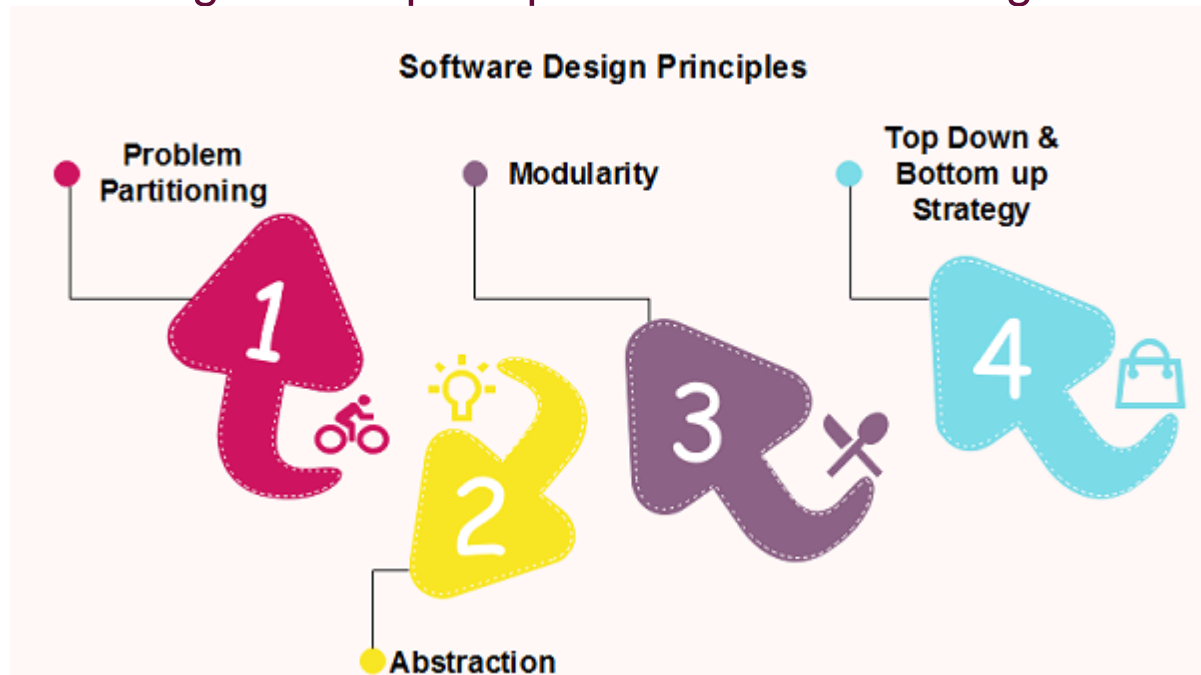 Software Design Principles
Problem
Partitioning
1
2
Abstraction
Modularity
3
Top Down &
Bottom up
Strategy
4